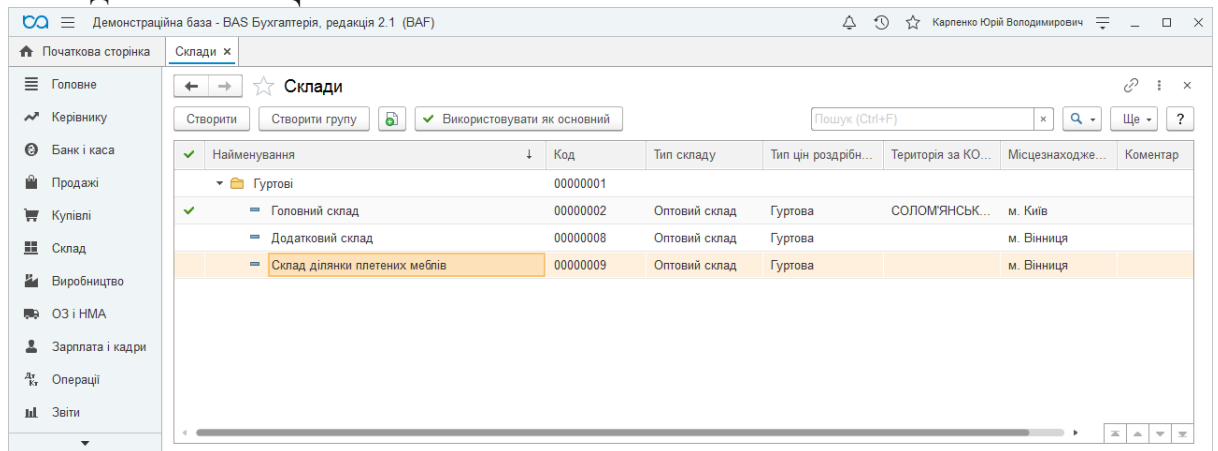 Демонстраційна база - BAS Бухгалтерія, редакція 2.1 (BAF) Карпенко Юрій Володимирович
Початкова сторінка Склади ×
Головне
Керівнику
Банк і каса
Продажі
Купівлі
Склад
Виробництво
ОЗ і НМА
Зарплата і кадри
Операції
Звіти
Склади
Створити Створити групу Використовувати як основний Пошук (Ctrl+F) × Ще ?
Найменування ↓ Код Тип складу Тип цін роздрібн... Територія за КО... Місцезнаходже... Коментар
Гуртові 00000001
Головний склад 00000002 Оптовий склад Гуртова СОЛОМ'ЯНСЬК... м. Київ
Додатковий склад 00000008 Оптовий склад Гуртова м. Вінниця
Склад ділянки плетених меблів 00000009 Оптовий склад Гуртова м. Вінниця